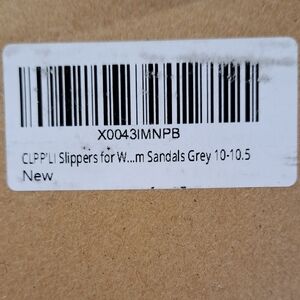 X0043IMNPB
CLPP'LI Slippers for W...m Sandals Grey 10-10.5
New